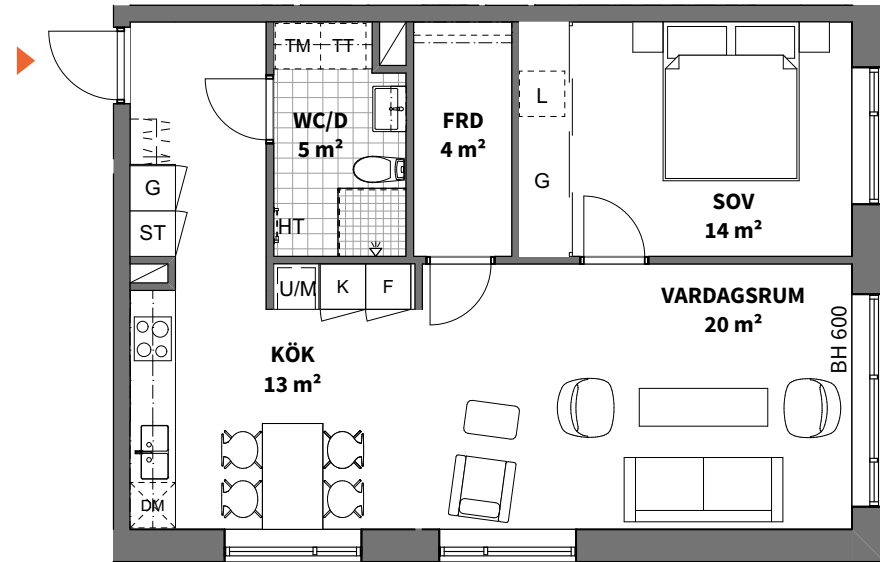 TM TT
WC/D
5 m²
FRD
4 m²
L
G
SOV
14 m²
G
ST
HT
U/M K F
VARDAGSRUM
20 m²
BH 600
KÖK
13 m²
DM